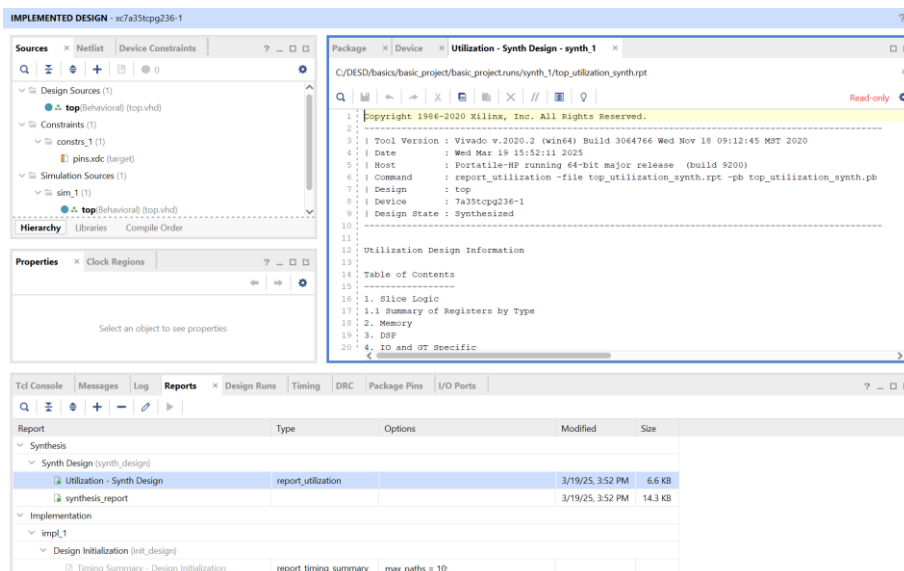 IMPLEMENTED DESIGN - xc7a35tcpg236-1
Sources Netlist Device Constraints
0
Design Sources (1)
top(Behavioral) (top.vhd)
Constraints (1)
constrs_1 (1)
pins.xdc (target)
Simulation Sources (1)
sim_1 (1)
top(Behavioral) (top.vhd)
Hierarchy Libraries Compile Order
Properties Clock Regions
Select an object to see properties
Package Device Utilization - Synth Design - synth_1
C:/DESD/basics/basic_project/basic_project.runs/synth_1/top_utilization_synth.rpt
Read-only
1 Copyright 1986-2020 Xilinx, Inc. All Rights Reserved.
2 ----------------------------------------------------------------------------------------
3 | Tool Version : Vivado v.2020.2 (win64) Build 3064766 Wed Nov 18 09:12:45 MST 2020
4 | Date : Wed Mar 19 15:52:11 2025
5 | Host : Portatile-HP running 64-bit major release (build 9200)
6 | Command : report_utilization -file top_utilization_synth.rpt -pb top_utilization_synth.pb
7 | Design : top
8 | Device : 7a35tcpg236-1
9 | Design State : Synthesized
10 ----------------------------------------------------------------------------------------
11
12 Utilization Design Information
13
14 Table of Contents
15 -----------------
16 1. Slice Logic
17 1.1 Summary of Registers by Type
18 2. Memory
19 3. DSP
20 4. IO and GT Specific
Tcl Console Messages Log Reports Design Runs Timing DRC Package Pins I/O Ports
Report Type Options Modified Size
Synthesis
Synth Design (synth_design)
Utilization - Synth Design report_utilization 3/19/25, 3:52 PM 6.6 KB
synthesis_report 3/19/25, 3:52 PM 14.3 KB
Implementation
impl_1
Design Initialization (init_design)
Timing Summary - Design Initialization report_timing_summary max_paths = 10;